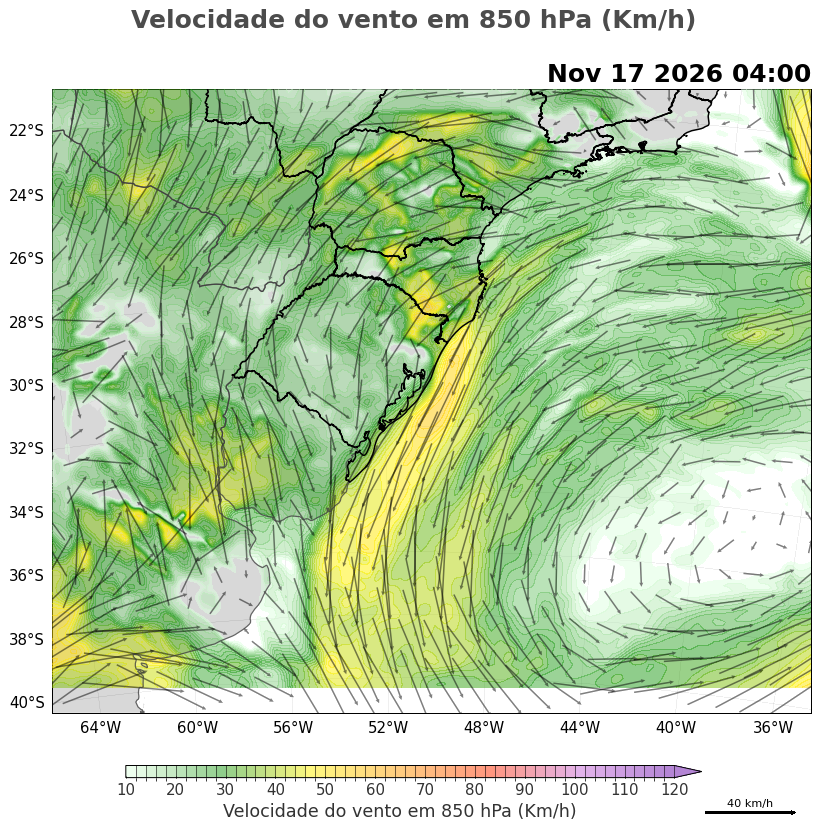 Velocidade do vento em 850 hPa (Km/h)
Nov 17 2026 04:00
22°S
24°S
26°S
28°S
30°S
32°S
34°S
36°S
38°S
40°S
64°W 60°W 56°W 52°W 48°W 44°W 40°W 36°W
10 20 30 40 50 60 70 80 90 100 110 120
Velocidade do vento em 850 hPa (Km/h)
40 km/h